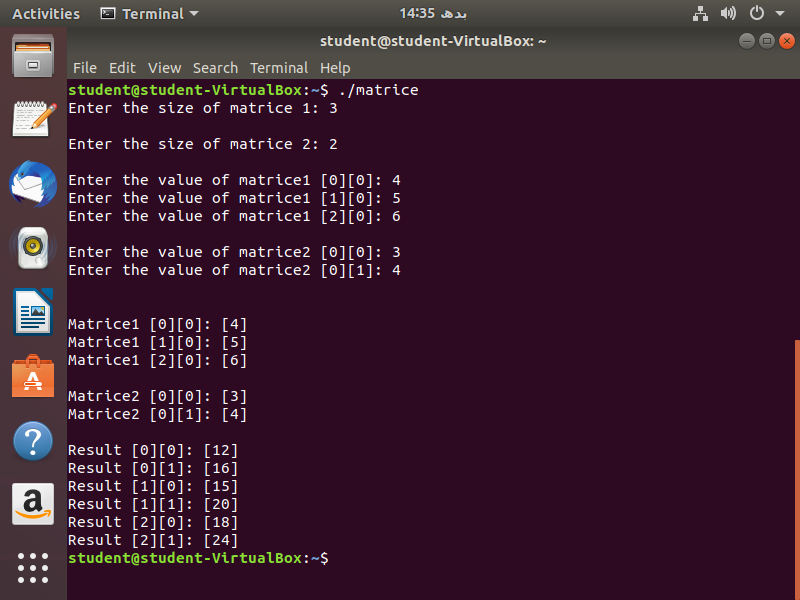 Activities Terminal 14:35 بدھ
student@student-VirtualBox: ~
File Edit View Search Terminal Help
student@student-VirtualBox:~$ ./matrice
Enter the size of matrice 1: 3
Enter the size of matrice 2: 2
Enter the value of matrice1 [0][0]: 4
Enter the value of matrice1 [1][0]: 5
Enter the value of matrice1 [2][0]: 6
Enter the value of matrice2 [0][0]: 3
Enter the value of matrice2 [0][1]: 4
Matrice1 [0][0]: [4]
Matrice1 [1][0]: [5]
Matrice1 [2][0]: [6]
Matrice2 [0][0]: [3]
Matrice2 [0][1]: [4]
Result [0][0]: [12]
Result [0][1]: [16]
Result [1][0]: [15]
Result [1][1]: [20]
Result [2][0]: [18]
Result [2][1]: [24]
student@student-VirtualBox:~$